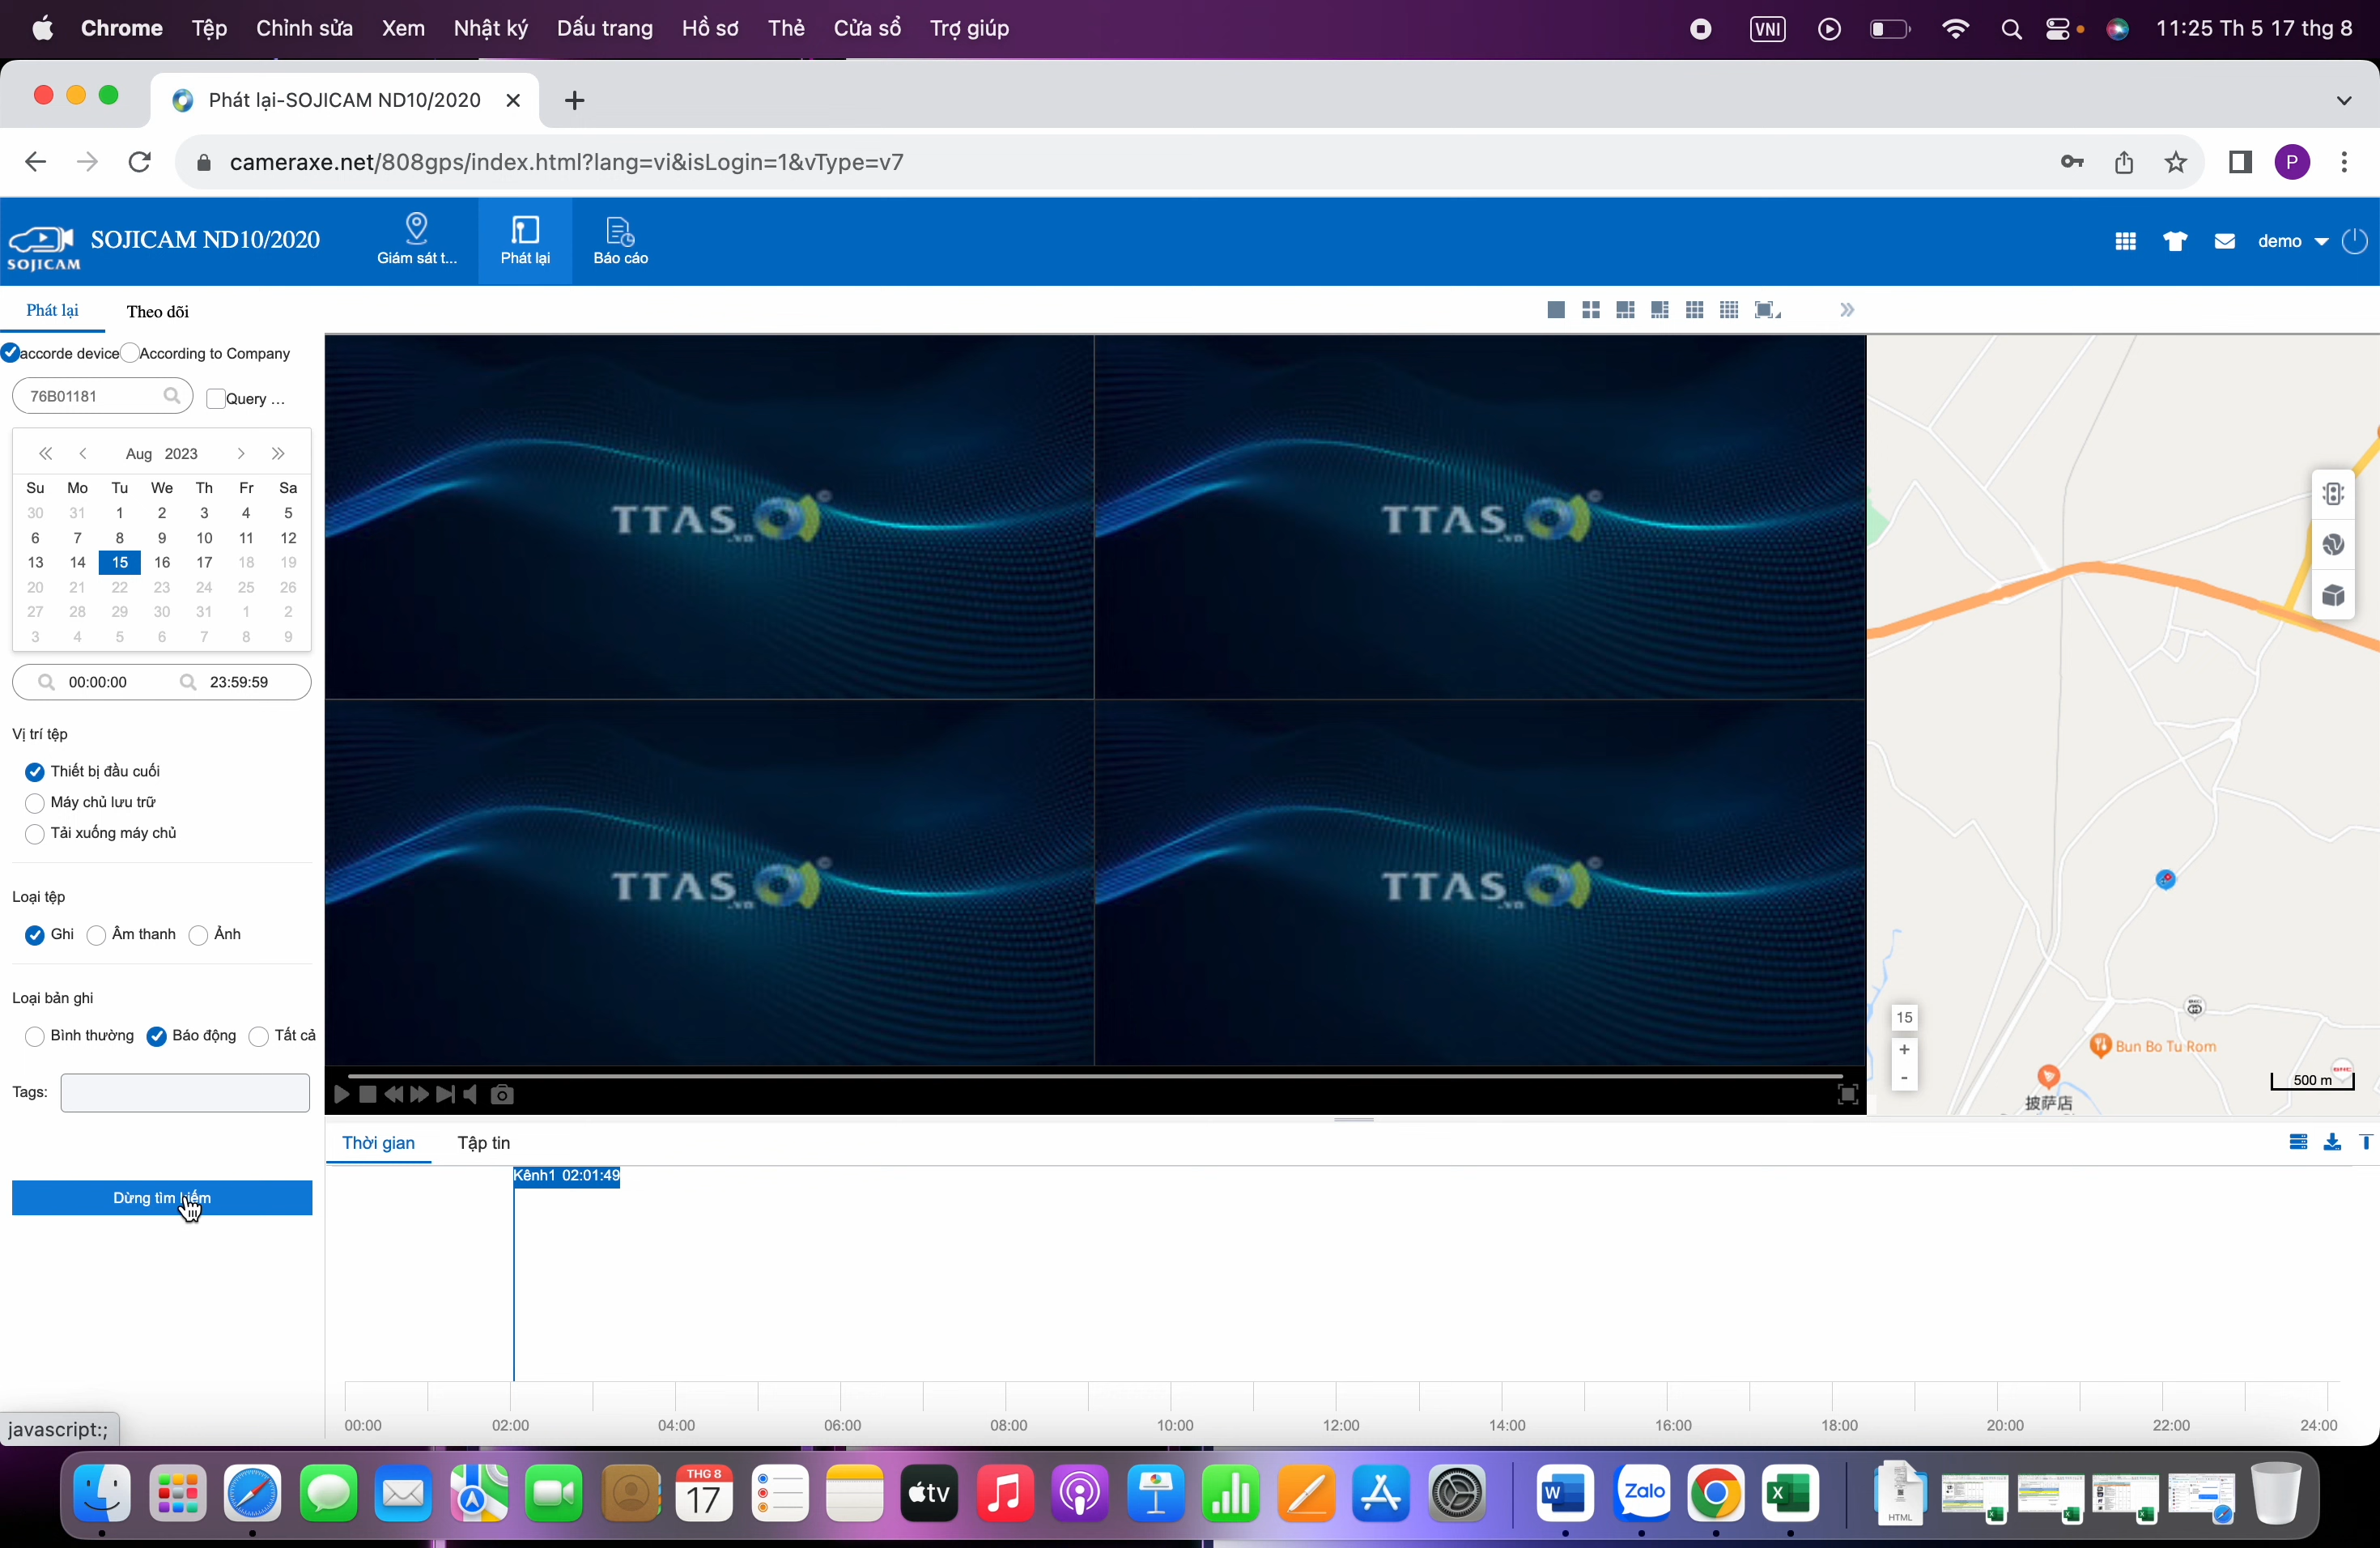 Chrome Tệp Chỉnh sửa Xem Nhật ký Dấu trang Hồ sơ Thẻ Cửa sổ Trợ giúp VNI 11:25 Th 5 17 thg 8
Phát lại-SOJICAM ND10/2020
cameraxe.net/808gps/index.html?lang=vi&isLogin=1&vType=v7 P
SOJICAM
SOJICAM ND10/2020
Giám sát t...
Phát lại
Báo cáo
demo
Phát lại Theo dõi
accorde device According to Company
76B01181 Query ...
Aug 2023
Su Mo Tu We Th Fr Sa
30 31 1 2 3 4 5
6 7 8 9 10 11 12
13 14 15 16 17 18 19
20 21 22 23 24 25 26
27 28 29 30 31 1 2
3 4 5 6 7 8 9
00:00:00 23:59:59
Vị trí tệp
Thiết bị đầu cuối
Máy chủ lưu trữ
Tải xuống máy chủ
Loại tệp
Ghi Âm thanh Ảnh
Loại bản ghi
Bình thường Báo động Tất cả
Tags:
Dừng tìm kiếm
TTAS
TTAS
TTAS
TTAS
15
+
-
Bun Bo Tu Rom
披萨店
500 m
Thời gian Tập tin
Kênh1 02:01:49
00:00 02:00 04:00 06:00 08:00 10:00 12:00 14:00 16:00 18:00 20:00 22:00 24:00
javascript:;
THG 8
17
tv
W
Zalo
X
HTML